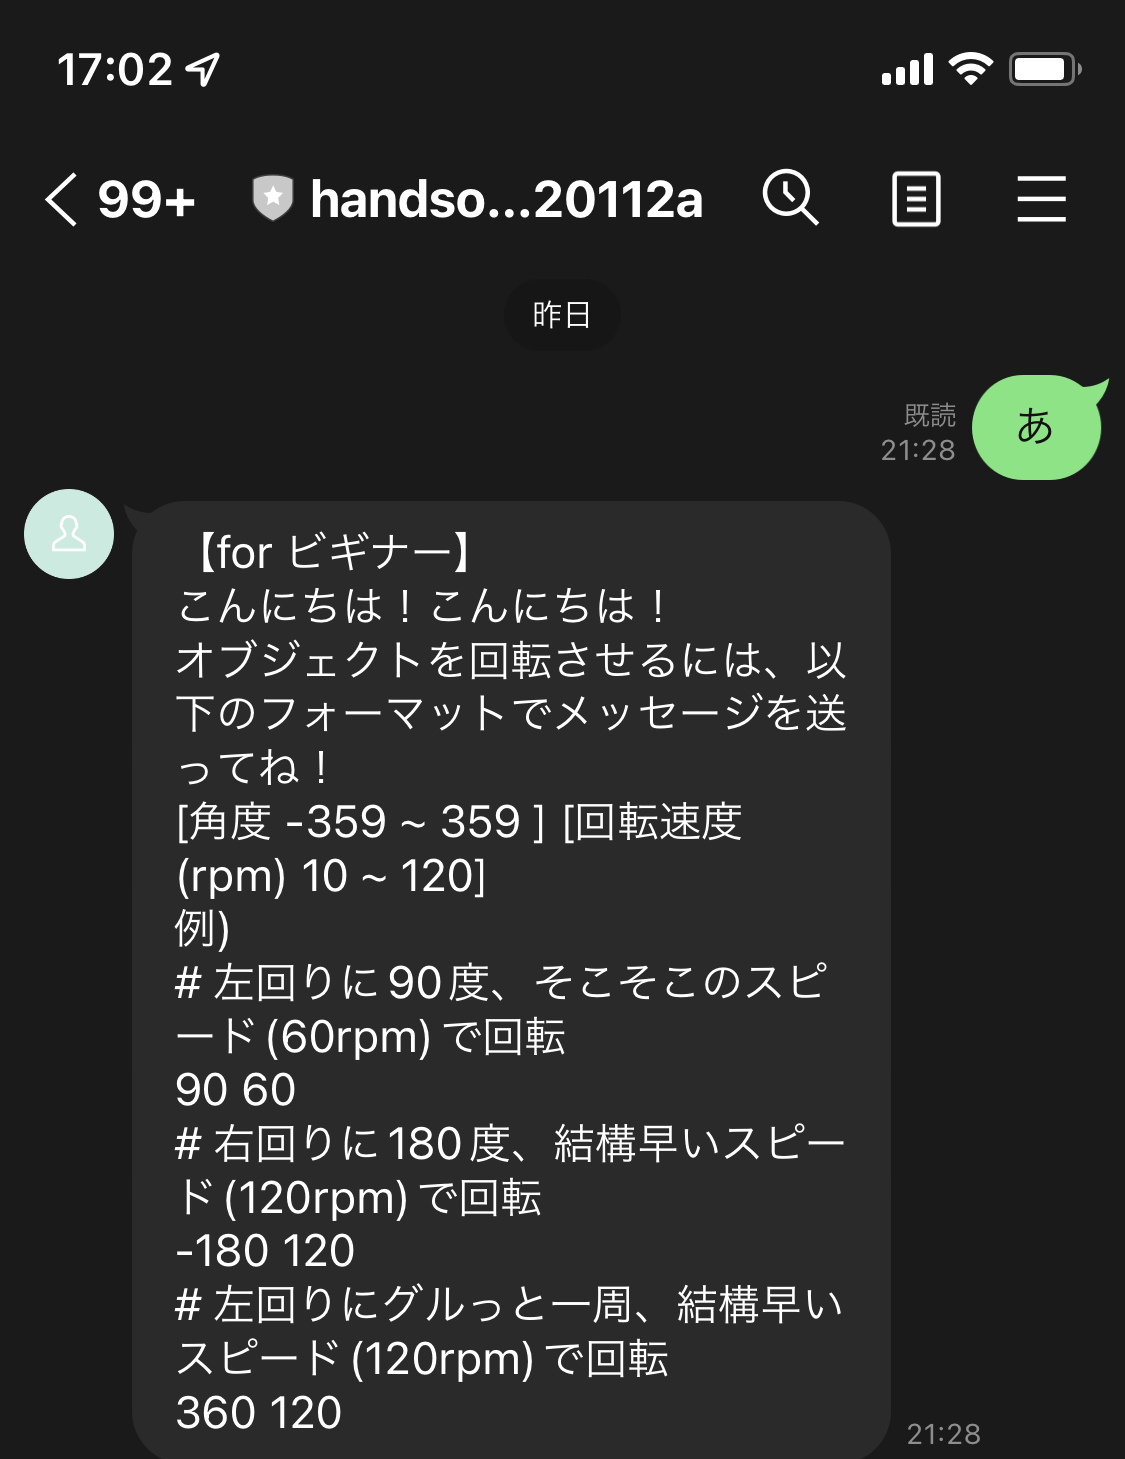 17:02
99+ handso...20112a
昨日
あ
既読
21:28
【for ビギナー】
こんにちは！こんにちは！
オブジェクトを回転させるには、以
下のフォーマットでメッセージを送
ってね！
[角度 -359 ~ 359 ] [回転速度
(rpm) 10 ~ 120]
例)
# 左回りに90度、そこそこのスピ
ード(60rpm)で回転
90 60
# 右回りに180度、結構早いスピー
ド(120rpm)で回転
-180 120
# 左回りにグルっと一周、結構早い
スピード(120rpm)で回転
360 120
21:28